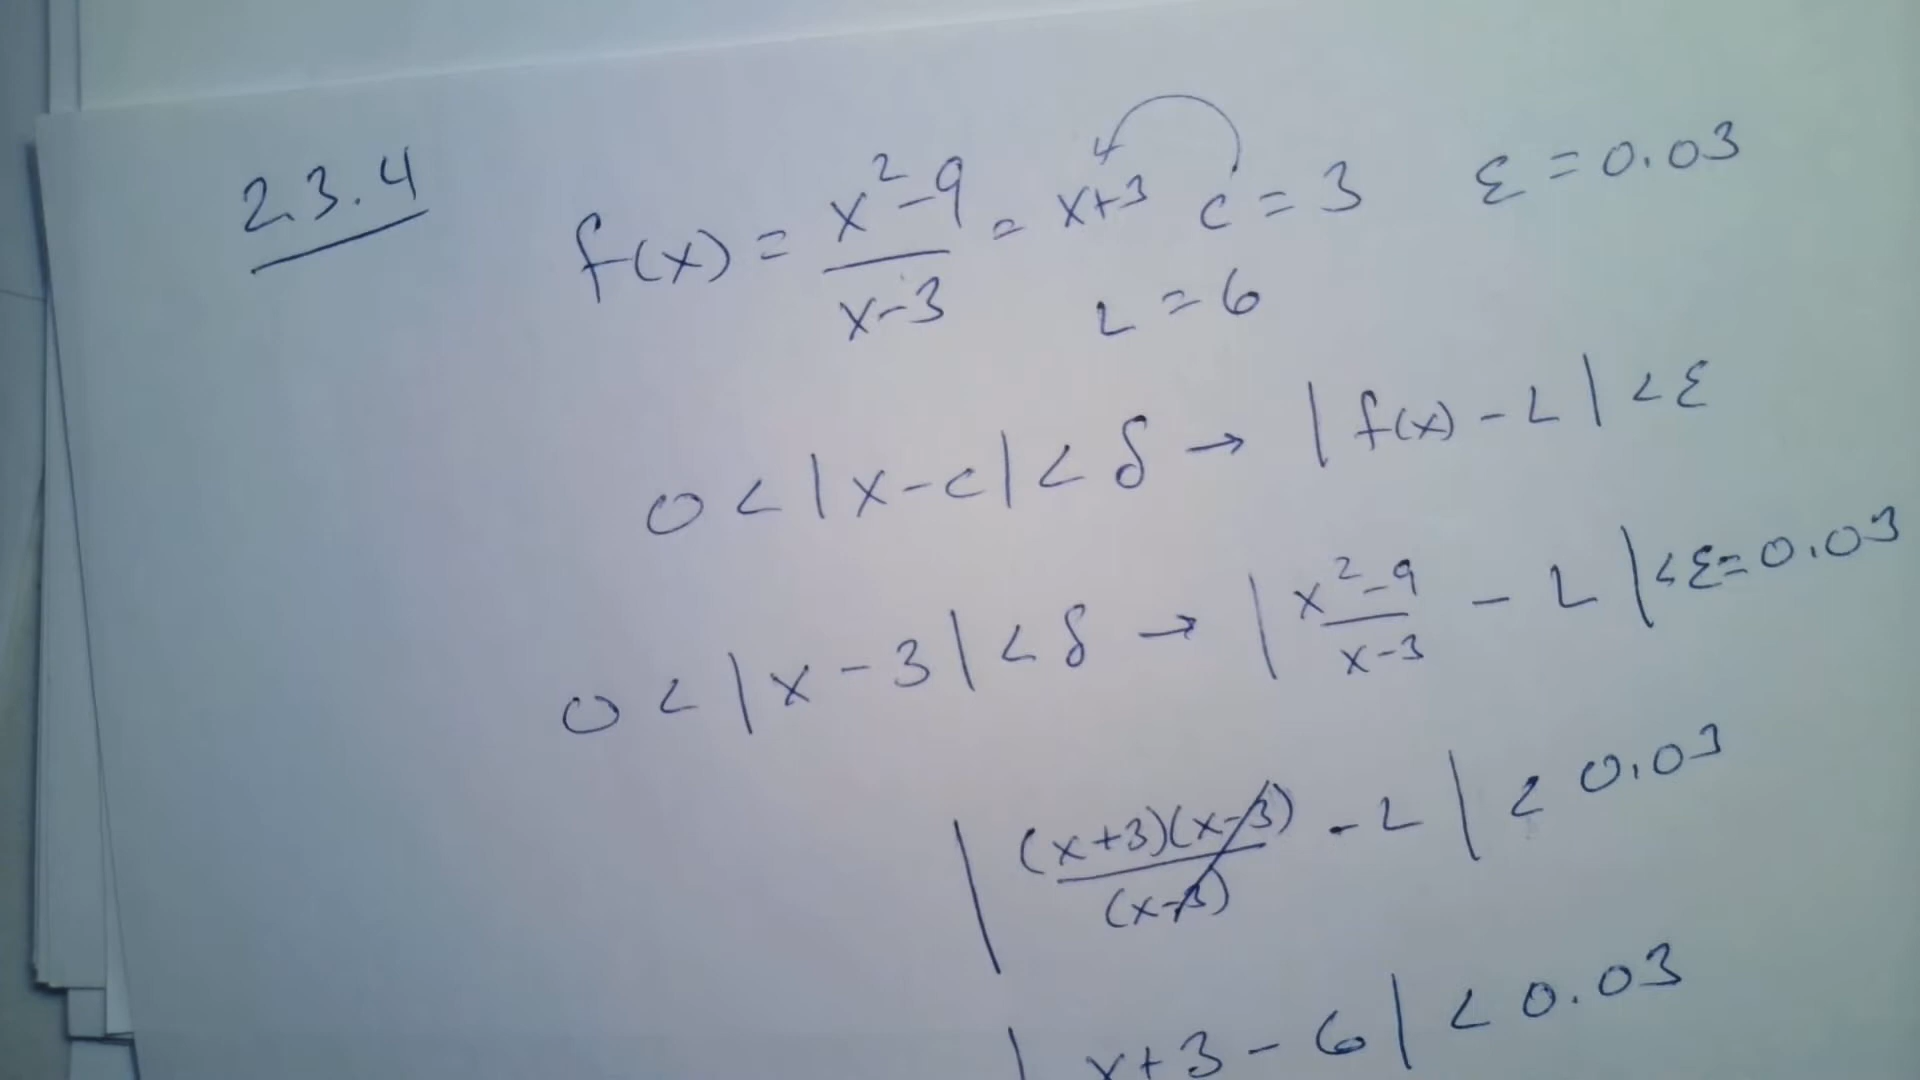 2.3.4
f(x) = x²-9 / x-3 = x+3 c = 3 ε = 0.03
L = 6
0 < |x-c| < δ → |f(x) - L| < ε
0 < |x-3| < δ → |x²-9 / x-3 - L| < ε = 0.03
|(x+3)(x-3) / (x-3) - L| < 0.03
|x+3-6| < 0.03